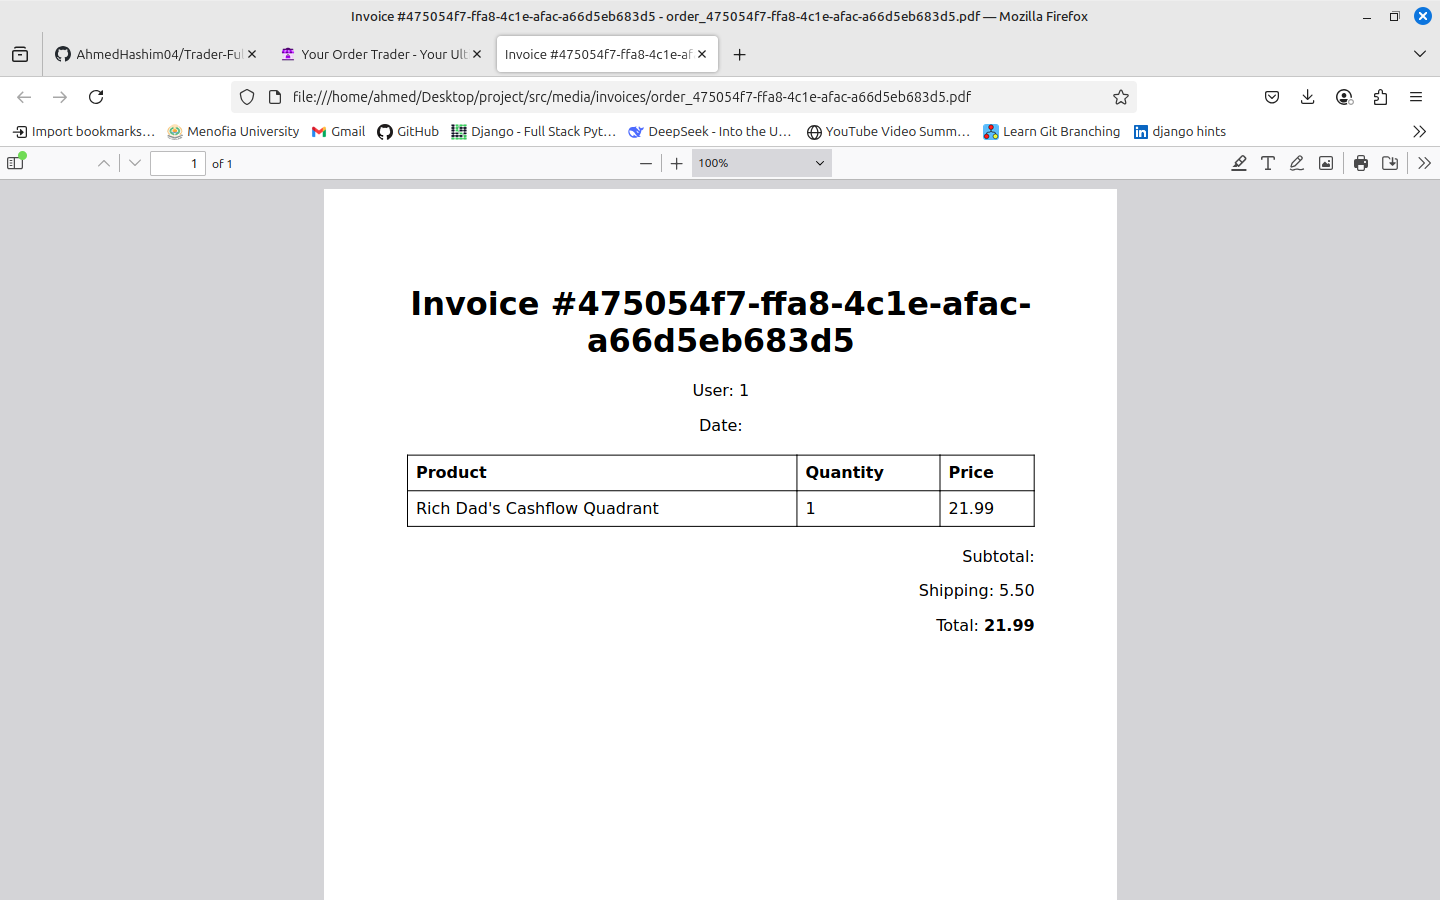 Invoice #475054f7-ffa8-4c1e-afac-a66d5eb683d5 - order_475054f7-ffa8-4c1e-afac-a66d5eb683d5.pdf — Mozilla Firefox
AhmedHashim04/Trader-Ful
Your Order Trader - Your Ult
Invoice #475054f7-ffa8-4c1e-af
file:///home/ahmed/Desktop/project/src/media/invoices/order_475054f7-ffa8-4c1e-afac-a66d5eb683d5.pdf
Import bookmarks… Menofia University Gmail GitHub Django - Full Stack Pyt… DeepSeek - Into the U… YouTube Video Summ… Learn Git Branching django hints
1 of 1 100%
Invoice #475054f7-ffa8-4c1e-afac-
a66d5eb683d5
User: 1
Date:
Product Quantity Price
Rich Dad's Cashflow Quadrant 1 21.99
Subtotal:
Shipping: 5.50
Total: 21.99